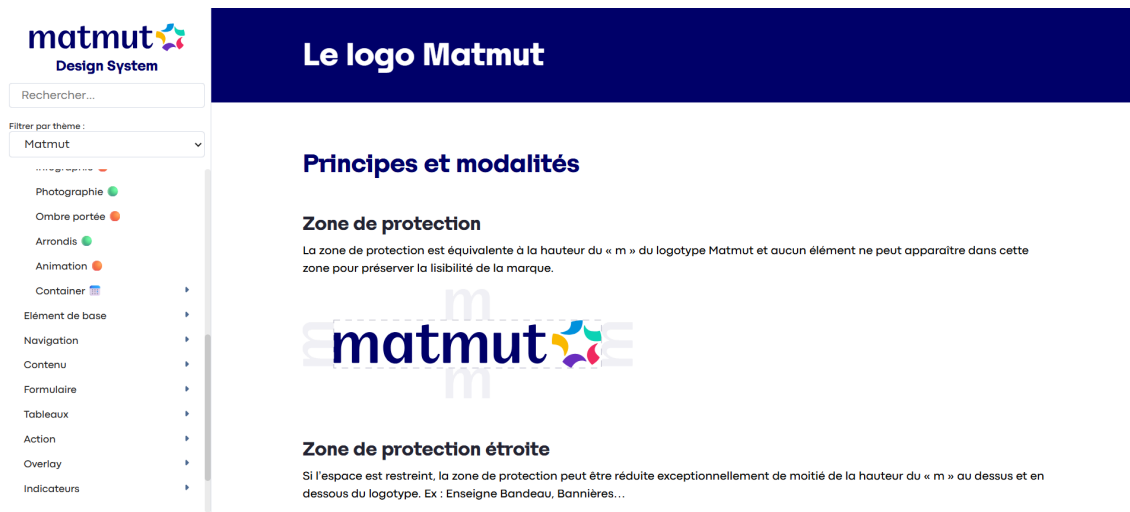 matmut
Design System
Rechercher...
Filtrer par thème :
Matmut
Photographie
Ombre portée
Arrondis
Animation
Container
Elément de base
Navigation
Contenu
Formulaire
Tableaux
Action
Overlay
Indicateurs
Le logo Matmut
Principes et modalités
Zone de protection
La zone de protection est équivalente à la hauteur du « m » du logotype Matmut et aucun élément ne peut apparaître dans cette
zone pour préserver la lisibilité de la marque.
m
m matmut m
m
Zone de protection étroite
Si l'espace est restreint, la zone de protection peut être réduite exceptionnellement de moitié de la hauteur du « m » au dessus et en
dessous du logotype. Ex : Enseigne Bandeau, Bannières…